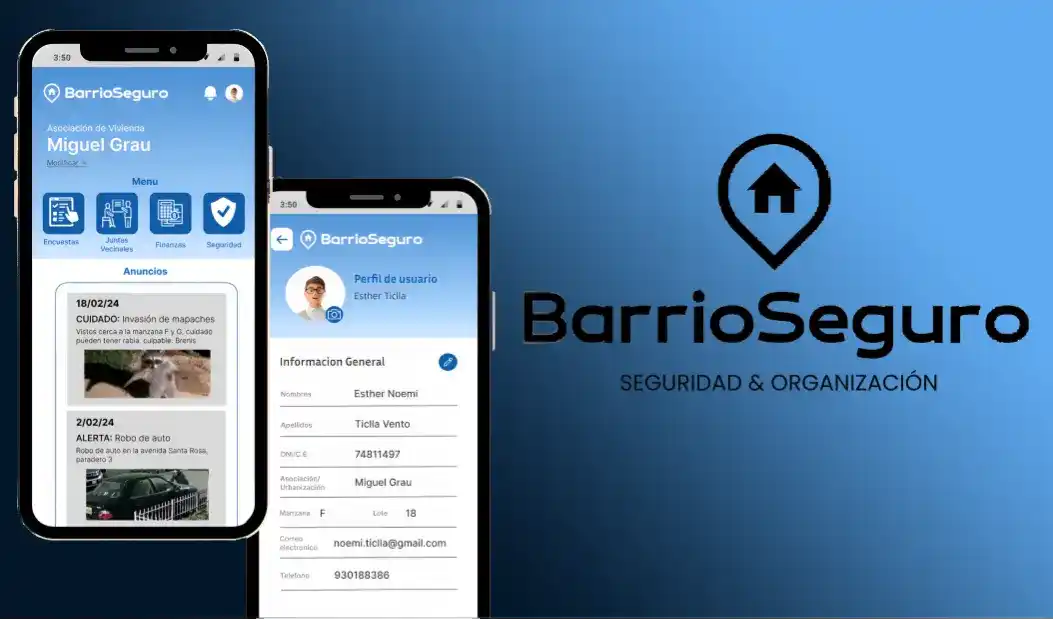 3:50
BarrioSeguro
Asociación de Vivienda
Miguel Grau
Modificar
Menu
Encuestas
Juntas
Vecinales
Finanzas
Seguridad
Anuncios
18/02/24
CUIDADO: Invasión de mapaches
Vistos cerca a la manzana F y G, cuidado
pueden tener rabia. culpable: Brenis
2/02/24
ALERTA: Robo de auto
Robo de auto en la avenida Santa Rosa,
paradero 3
3:50
BarrioSeguro
Perfil de usuario
Esther Ticlla
Informacion General
Nombres Esther Noemi
Apellidos Ticlla Vento
DNI/C.E 74811497
Asociación/
Urbanización Miguel Grau
Manzana F Lote 18
Correo
electronico noemi.ticlla@gmail.com
Telefono 930188386
BarrioSeguro
SEGURIDAD & ORGANIZACIÓN